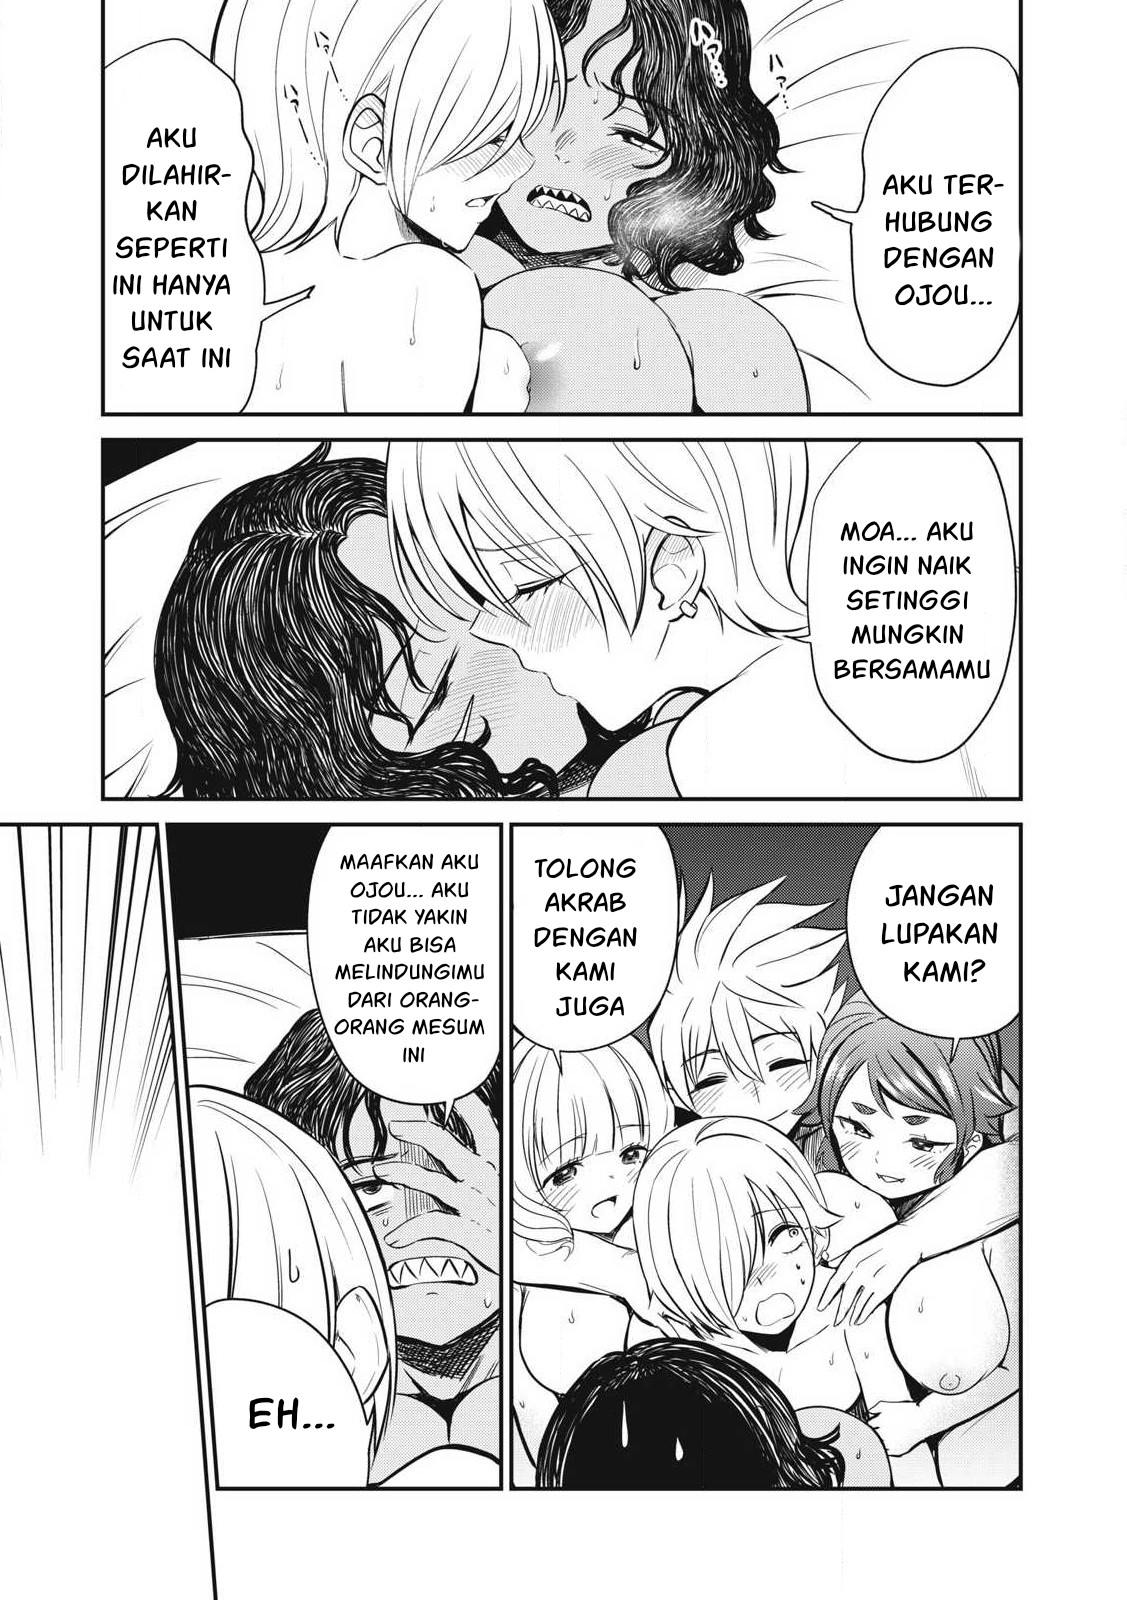 AKU TER-
HUBUNG
DENGAN
OJOU...
AKU
DILAHIR-
KAN
SEPERTI
INI HANYA
UNTUK
SAAT INI
MOA... AKU
INGIN NAIK
SETINGGI
MUNGKIN
BERSAMAMU
JANGAN
LUPAKAN
KAMI?
TOLONG
AKRAB
DENGAN
KAMI
JUGA
MAAFKAN AKU
OJOU... AKU
TIDAK YAKIN
AKU BISA
MELINDUNGIMU
DARI ORANG-
ORANG MESUM
INI
EH...